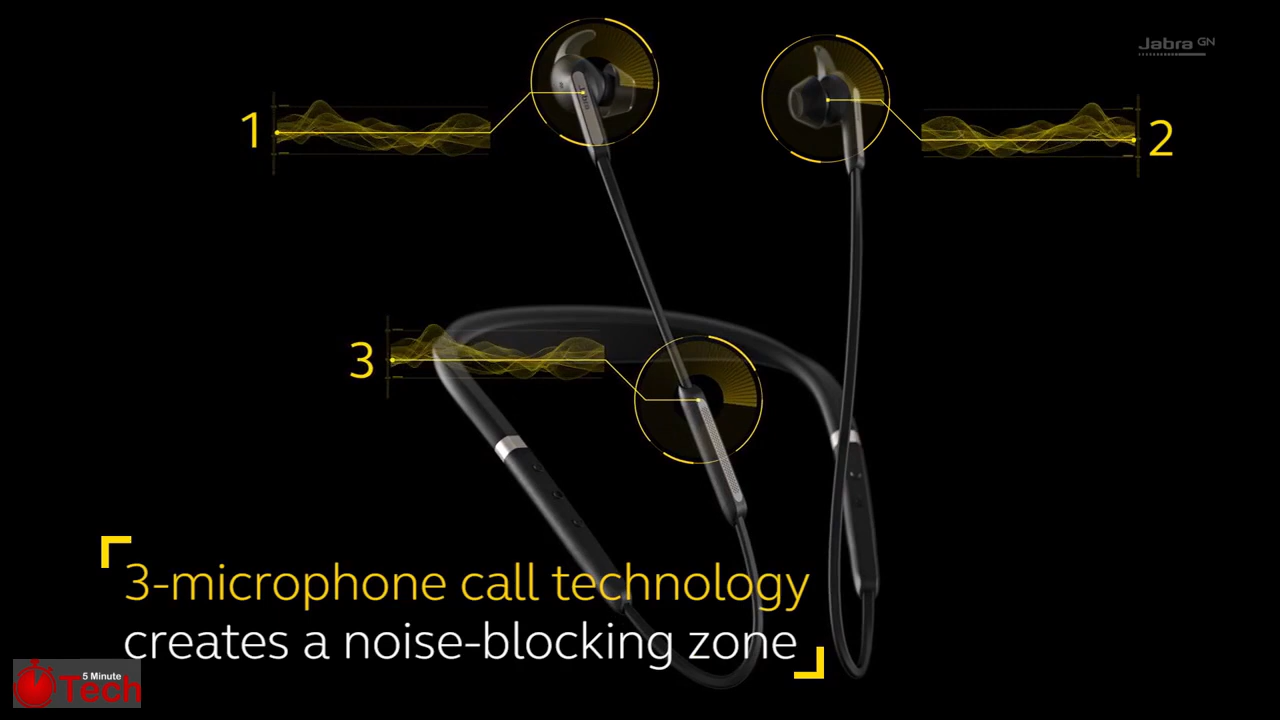 Jabra GN
1
2
3
3-microphone call technology
creates a noise-blocking zone
5 Minute
Tech